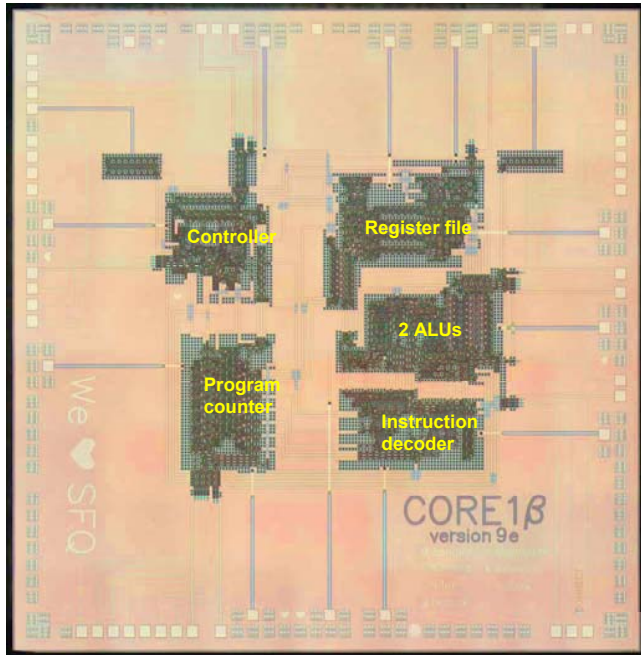 Controller
Register file
2 ALUs
Program
counter
Instruction
decoder
We ♥ SFQ
CORE1β
version 9e